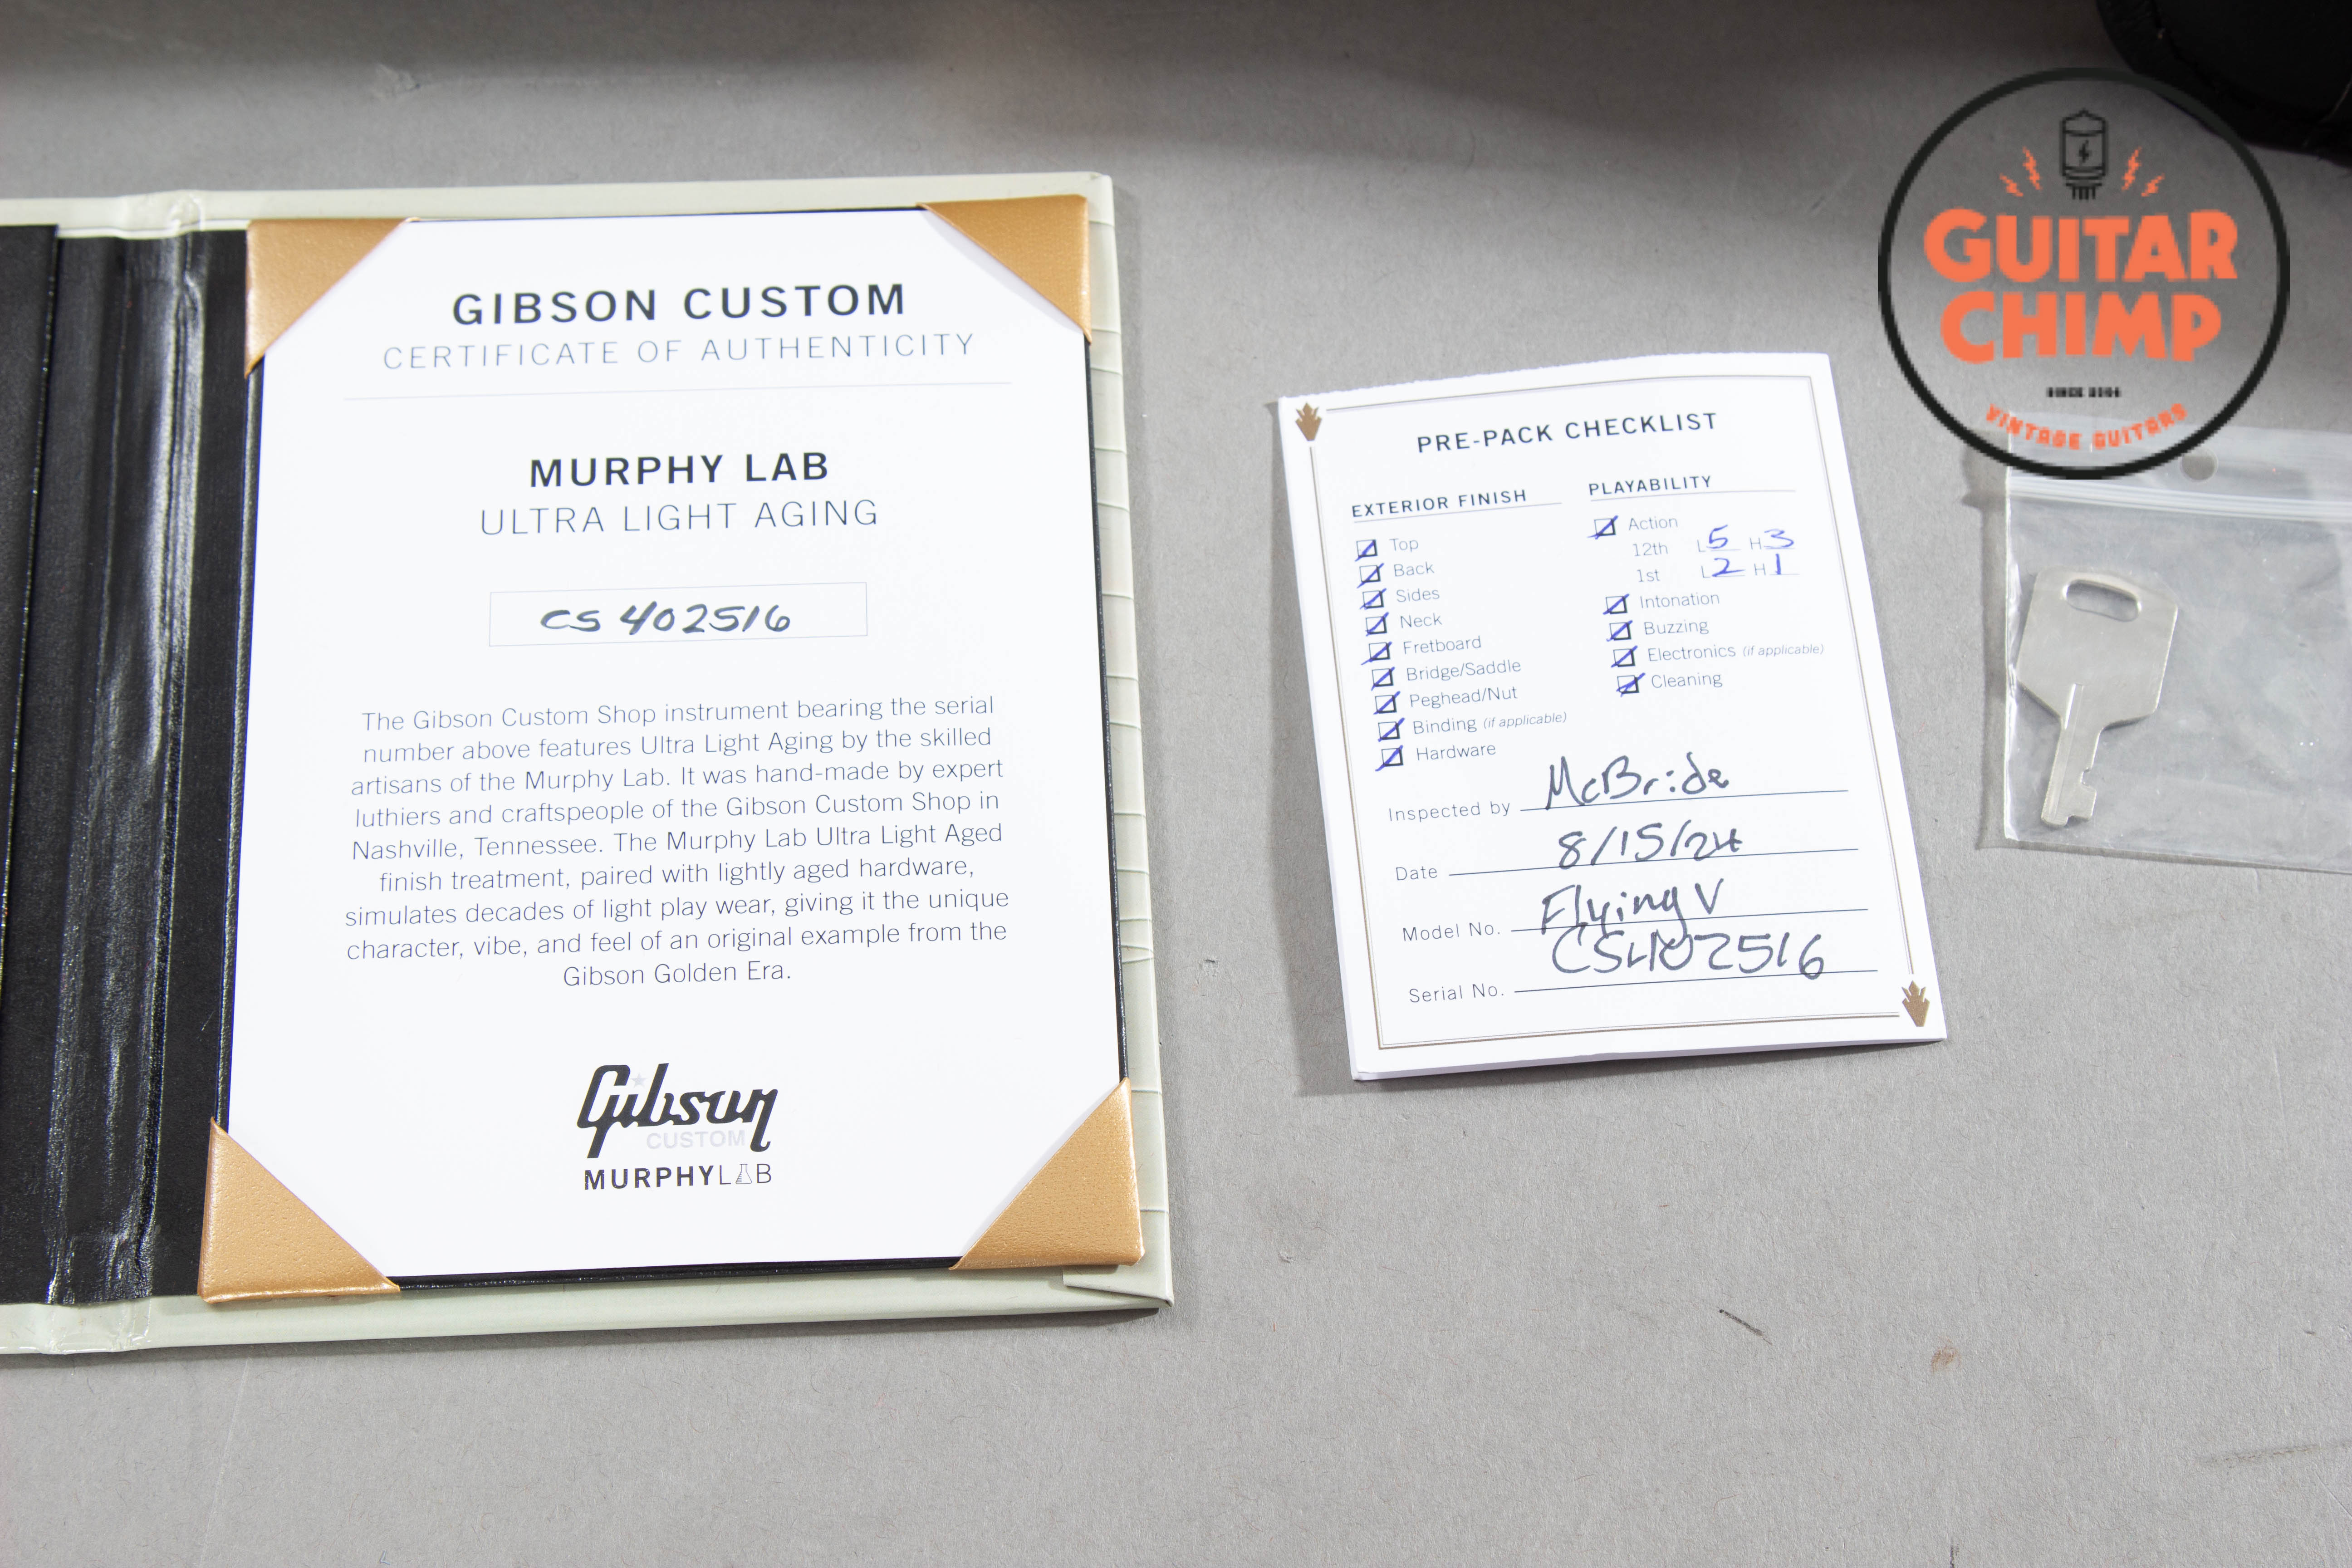 GIBSON CUSTOM
CERTIFICATE OF AUTHENTICITY
MURPHY LAB
ULTRA LIGHT AGING
CS 402516
The Gibson Custom Shop instrument bearing the serial
number above features Ultra Light Aging by the skilled
artisans of the Murphy Lab. It was hand-made by expert
luthiers and craftspeople of the Gibson Custom Shop in
Nashville, Tennessee. The Murphy Lab Ultra Light Aged
finish treatment, paired with lightly aged hardware,
simulates decades of light play wear, giving it the unique
character, vibe, and feel of an original example from the
Gibson Golden Era.
Gibson
CUSTOM
MURPHYLAB
PRE-PACK CHECKLIST
EXTERIOR FINISH
Top
Back
Sides
Neck
Fretboard
Bridge/Saddle
Peghead/Nut
Binding (if applicable)
Hardware
PLAYABILITY
Action
12th L 5 H 3
1st L 2 H 1
Intonation
Buzzing
Electronics (if applicable)
Cleaning
Inspected by McBride
Date 8/15/24
Model No. Flying V
Serial No. CS402516
GUITAR
CHIMP
SINCE
VINTAGE GUITARS